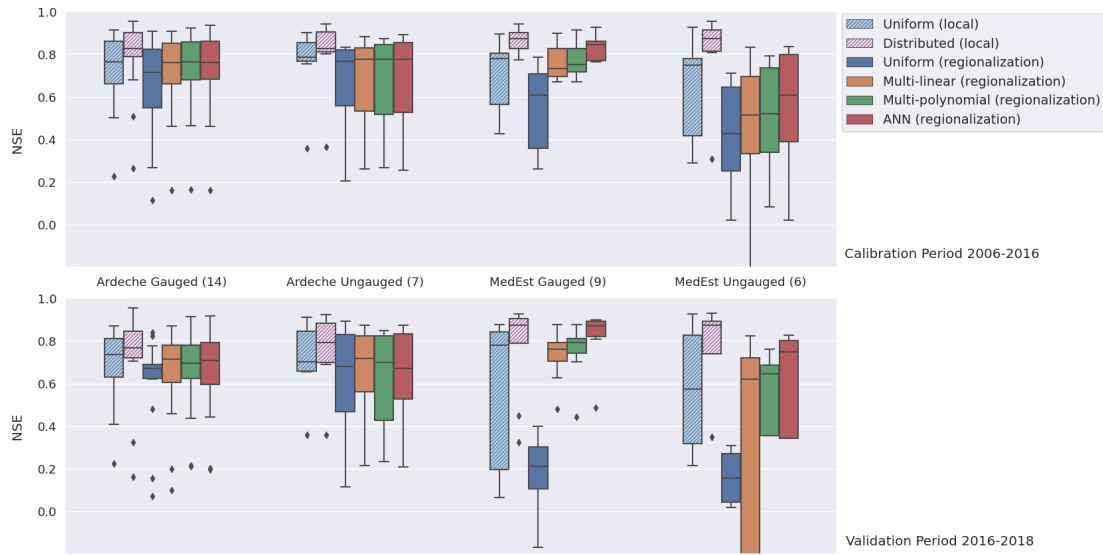 1.0
0.8
0.6
0.4
0.2
0.0
NSE
Uniform (local)
Distributed (local)
Uniform (regionalization)
Multi-linear (regionalization)
Multi-polynomial (regionalization)
ANN (regionalization)
Calibration Period 2006-2016
Ardeche Gauged (14) Ardeche Ungauged (7) MedEst Gauged (9) MedEst Ungauged (6)
1.0
0.8
0.6
0.4
0.2
0.0
NSE
Validation Period 2016-2018